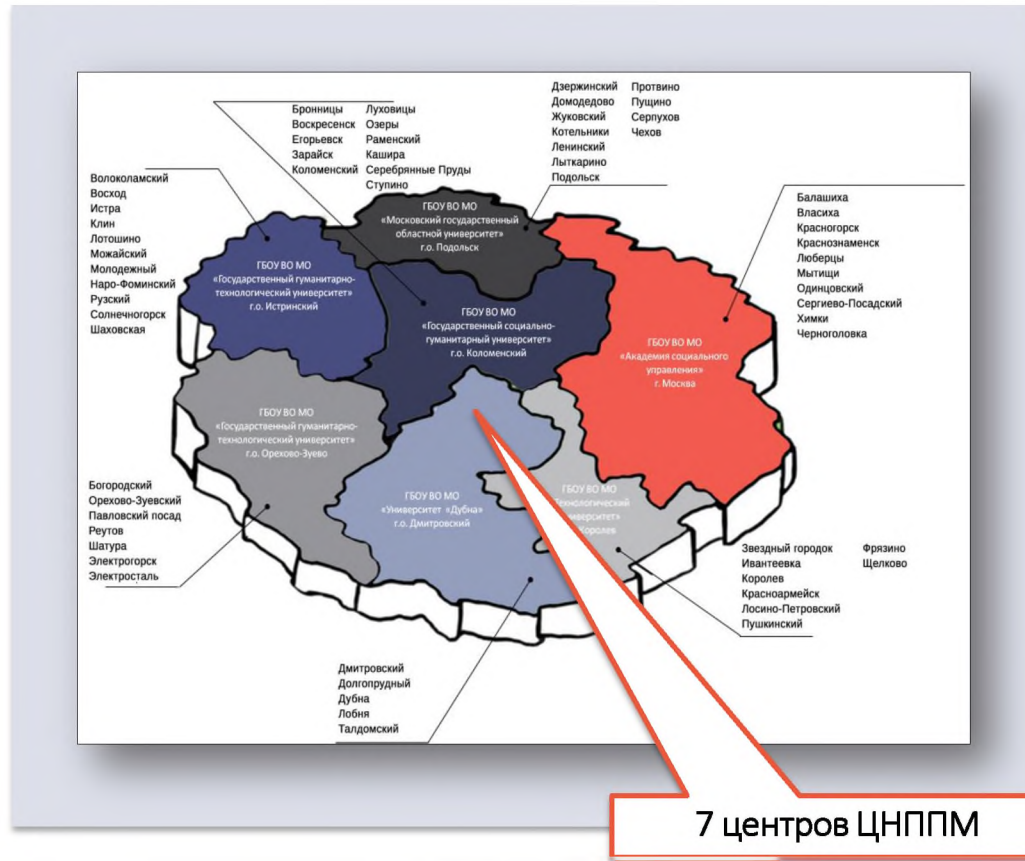 Дзержинский Протвино
Домодедово Пущино
Жуковский Серпухов
Котельники Чехов
Ленинский
Лыткарино
Подольск
Бронницы Луховицы
Воскресенск Озеры
Егорьевск Раменский
Зарайск Кашира
Коломенский Серебрянные Пруды
Ступино
Волоколамский
Восход
Истра
Клин
Лотошино
Можайский
Молодежный
Наро-Фоминский
Рузский
Солнечногорск
Шаховская
Балашиха
Власиха
Красногорск
Краснознаменск
Люберцы
Мытищи
Одинцовский
Сергиево-Посадский
Химки
Черноголовка
ГБОУ ВО МО
«Московский государственный
областной университет»
г.о. Подольск
ГБОУ ВО МО
«Государственный гуманитарно-
технологический университет»
г.о. Истринский
ГБОУ ВО МО
«Государственный социально-
гуманитарный университет»
г.о. Коломенский
ГБОУ ВО МО
«Академия социального
управления»
г. Москва
ГБОУ ВО МО
«Государственный гуманитарно-
технологический университет»
г.о. Орехово-Зуево
ГБОУ ВО МО
«Университет «Дубна»
г.о. Дмитровский
ГБОУ ВО МО
Технологический
университет»
Королев
Богородский
Орехово-Зуевский
Павловский посад
Реутов
Шатура
Электрогорск
Электросталь
Звездный городок Фрязино
Ивантеевка Щелково
Королев
Красноармейск
Лосино-Петровский
Пушкинский
Дмитровский
Долгопрудный
Дубна
Лобня
Талдомский
7 центров ЦНППМ